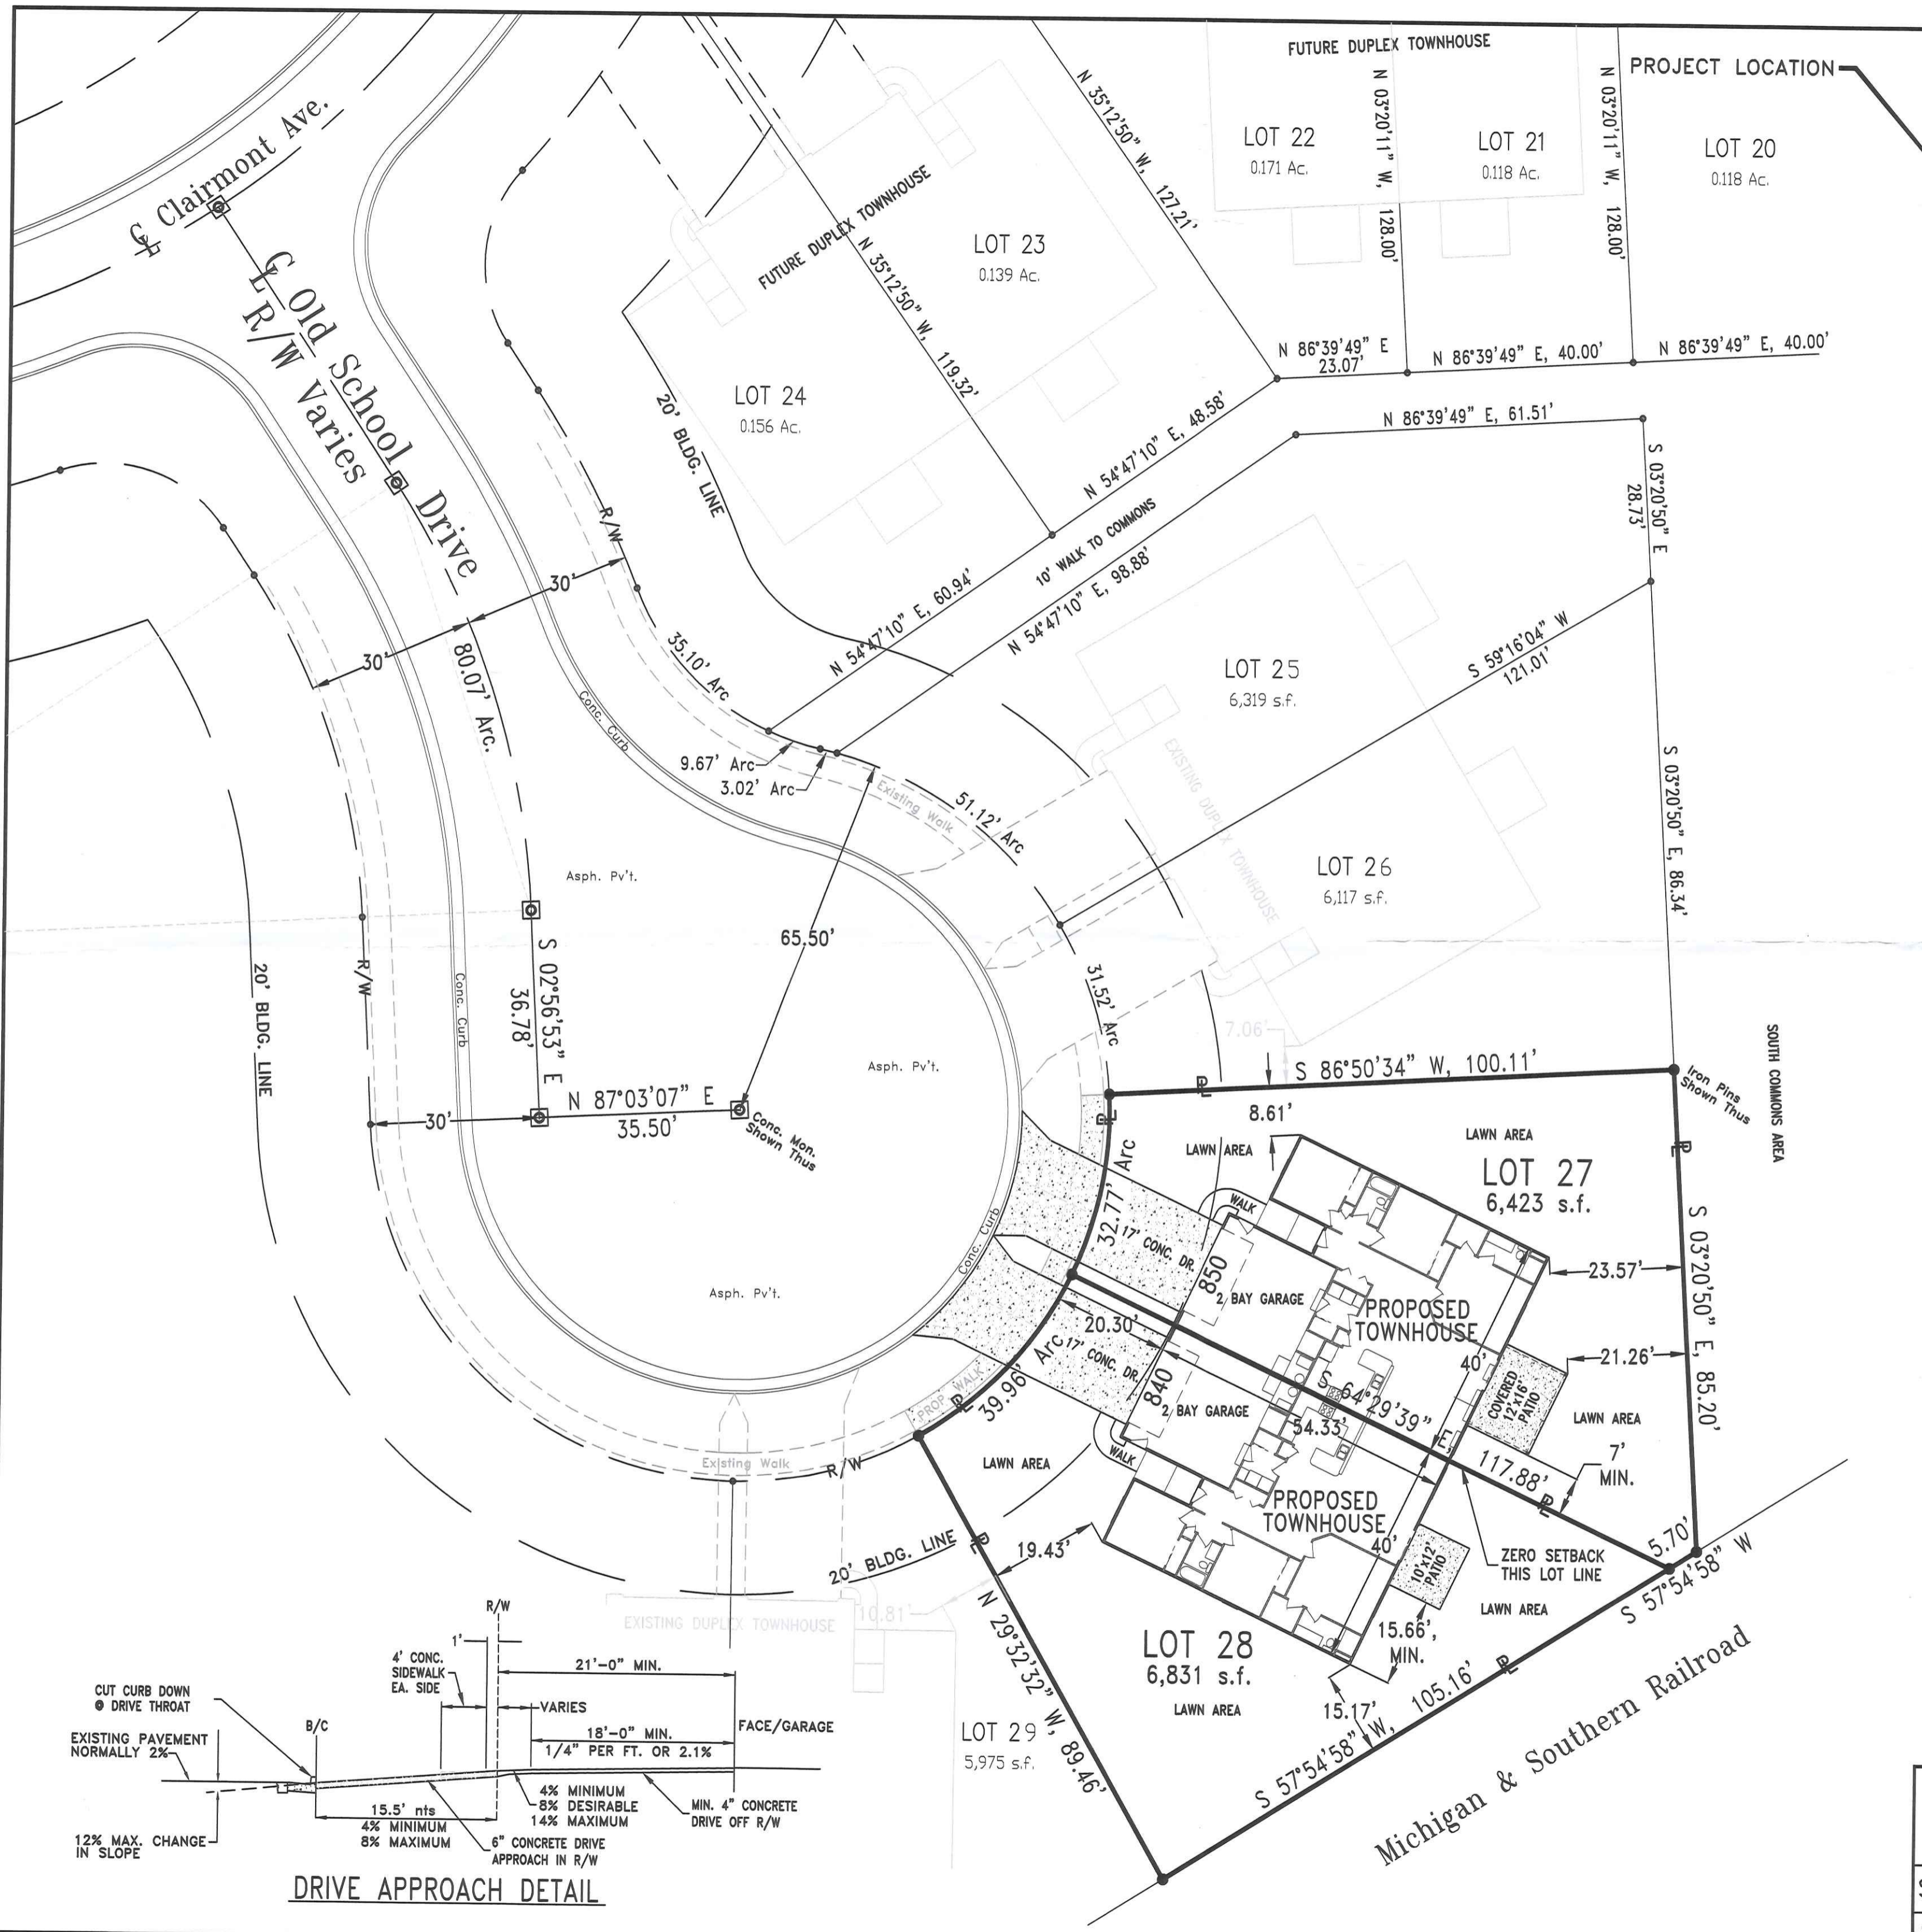 FUTURE DUPLEX TOWNHOUSE
PROJECT LOCATION
℄ Clairmont Ave.
℄ Old School Drive
R/W Varies
N 35°12'50" W, 127.21'
N 03°20'11" W, 128.00'
N 03°20'11" W, 128.00'
LOT 22
0.171 Ac.
LOT 21
0.118 Ac.
LOT 20
0.118 Ac.
FUTURE DUPLEX TOWNHOUSE
LOT 23
0.139 Ac.
N 35°12'50" W, 119.32'
LOT 24
0.156 Ac.
20' BLDG. LINE
N 86°39'49" E
23.07'
N 86°39'49" E, 40.00'
N 86°39'49" E, 40.00'
N 86°39'49" E, 61.51'
N 54°47'10" E, 48.58'
10' WALK TO COMMONS
N 54°47'10" E, 60.94'
N 54°47'10" E, 98.88'
S 03°20'50" E
28.73'
R/W
30'
30'
80.07' Arc.
35.10' Arc
Conc. Curb
9.67' Arc
3.02' Arc
Existing Walk
51.12' Arc
LOT 25
6,319 s.f.
S 59°16'04" W
121.01'
EXISTING DUPLEX TOWNHOUSE
LOT 26
6,117 s.f.
S 03°20'50" E, 86.34'
Asph. Pv't.
65.50'
20' BLDG. LINE
R/W
Conc. Curb
S 02°56'53" E
36.78'
31.52' Arc
7.06'
Asph. Pv't.
N 87°03'07" E
35.50'
30'
Conc. Mon.
Shown Thus
S 86°50'34" W, 100.11'
PL
Iron Pins
Shown Thus
SOUTH COMMONS AREA
8.61'
PL
LAWN AREA
LAWN AREA
LOT 27
6,423 s.f.
PL
32.77' Arc
WALK
17' CONC. DR.
850
2 BAY GARAGE
PROPOSED
TOWNHOUSE
23.57'
S 03°20'50" E, 85.20'
Conc. Curb
Asph. Pv't.
20.30'
17' CONC. DR.
840
2 BAY GARAGE
40'
21.26'
COVERED
12'x16'
PATIO
LAWN AREA
S 64°29'39" E,
117.88'
54.33'
7'
MIN.
PL
39.96' Arc
PL
PROP. WALK
Existing Walk
R/W
LAWN AREA
WALK
PROPOSED
TOWNHOUSE
40'
10'x12'
PATIO
ZERO SETBACK
THIS LOT LINE
LAWN AREA
5.70'
S 57°54'58" W
PL
19.43'
20' BLDG. LINE
EXISTING DUPLEX TOWNHOUSE
10.81'
N 29°32'32" W, 89.46'
LOT 28
6,831 s.f.
LAWN AREA
15.66',
MIN.
15.17'
PL
S 57°54'58" W, 105.16'
Michigan & Southern Railroad
LOT 29
5,975 s.f.
R/W
1'
4' CONC.
SIDEWALK
EA. SIDE
21'-0" MIN.
CUT CURB DOWN
@ DRIVE THROAT
VARIES
B/C
18'-0" MIN.
FACE/GARAGE
EXISTING PAVEMENT
NORMALLY 2%
1/4" PER FT. OR 2.1%
15.5' nts
4% MINIMUM
8% MAXIMUM
4% MINIMUM
8% DESIRABLE
14% MAXIMUM
MIN. 4" CONCRETE
DRIVE OFF R/W
12% MAX. CHANGE
IN SLOPE
6" CONCRETE DRIVE
APPROACH IN R/W
DRIVE APPROACH DETAIL